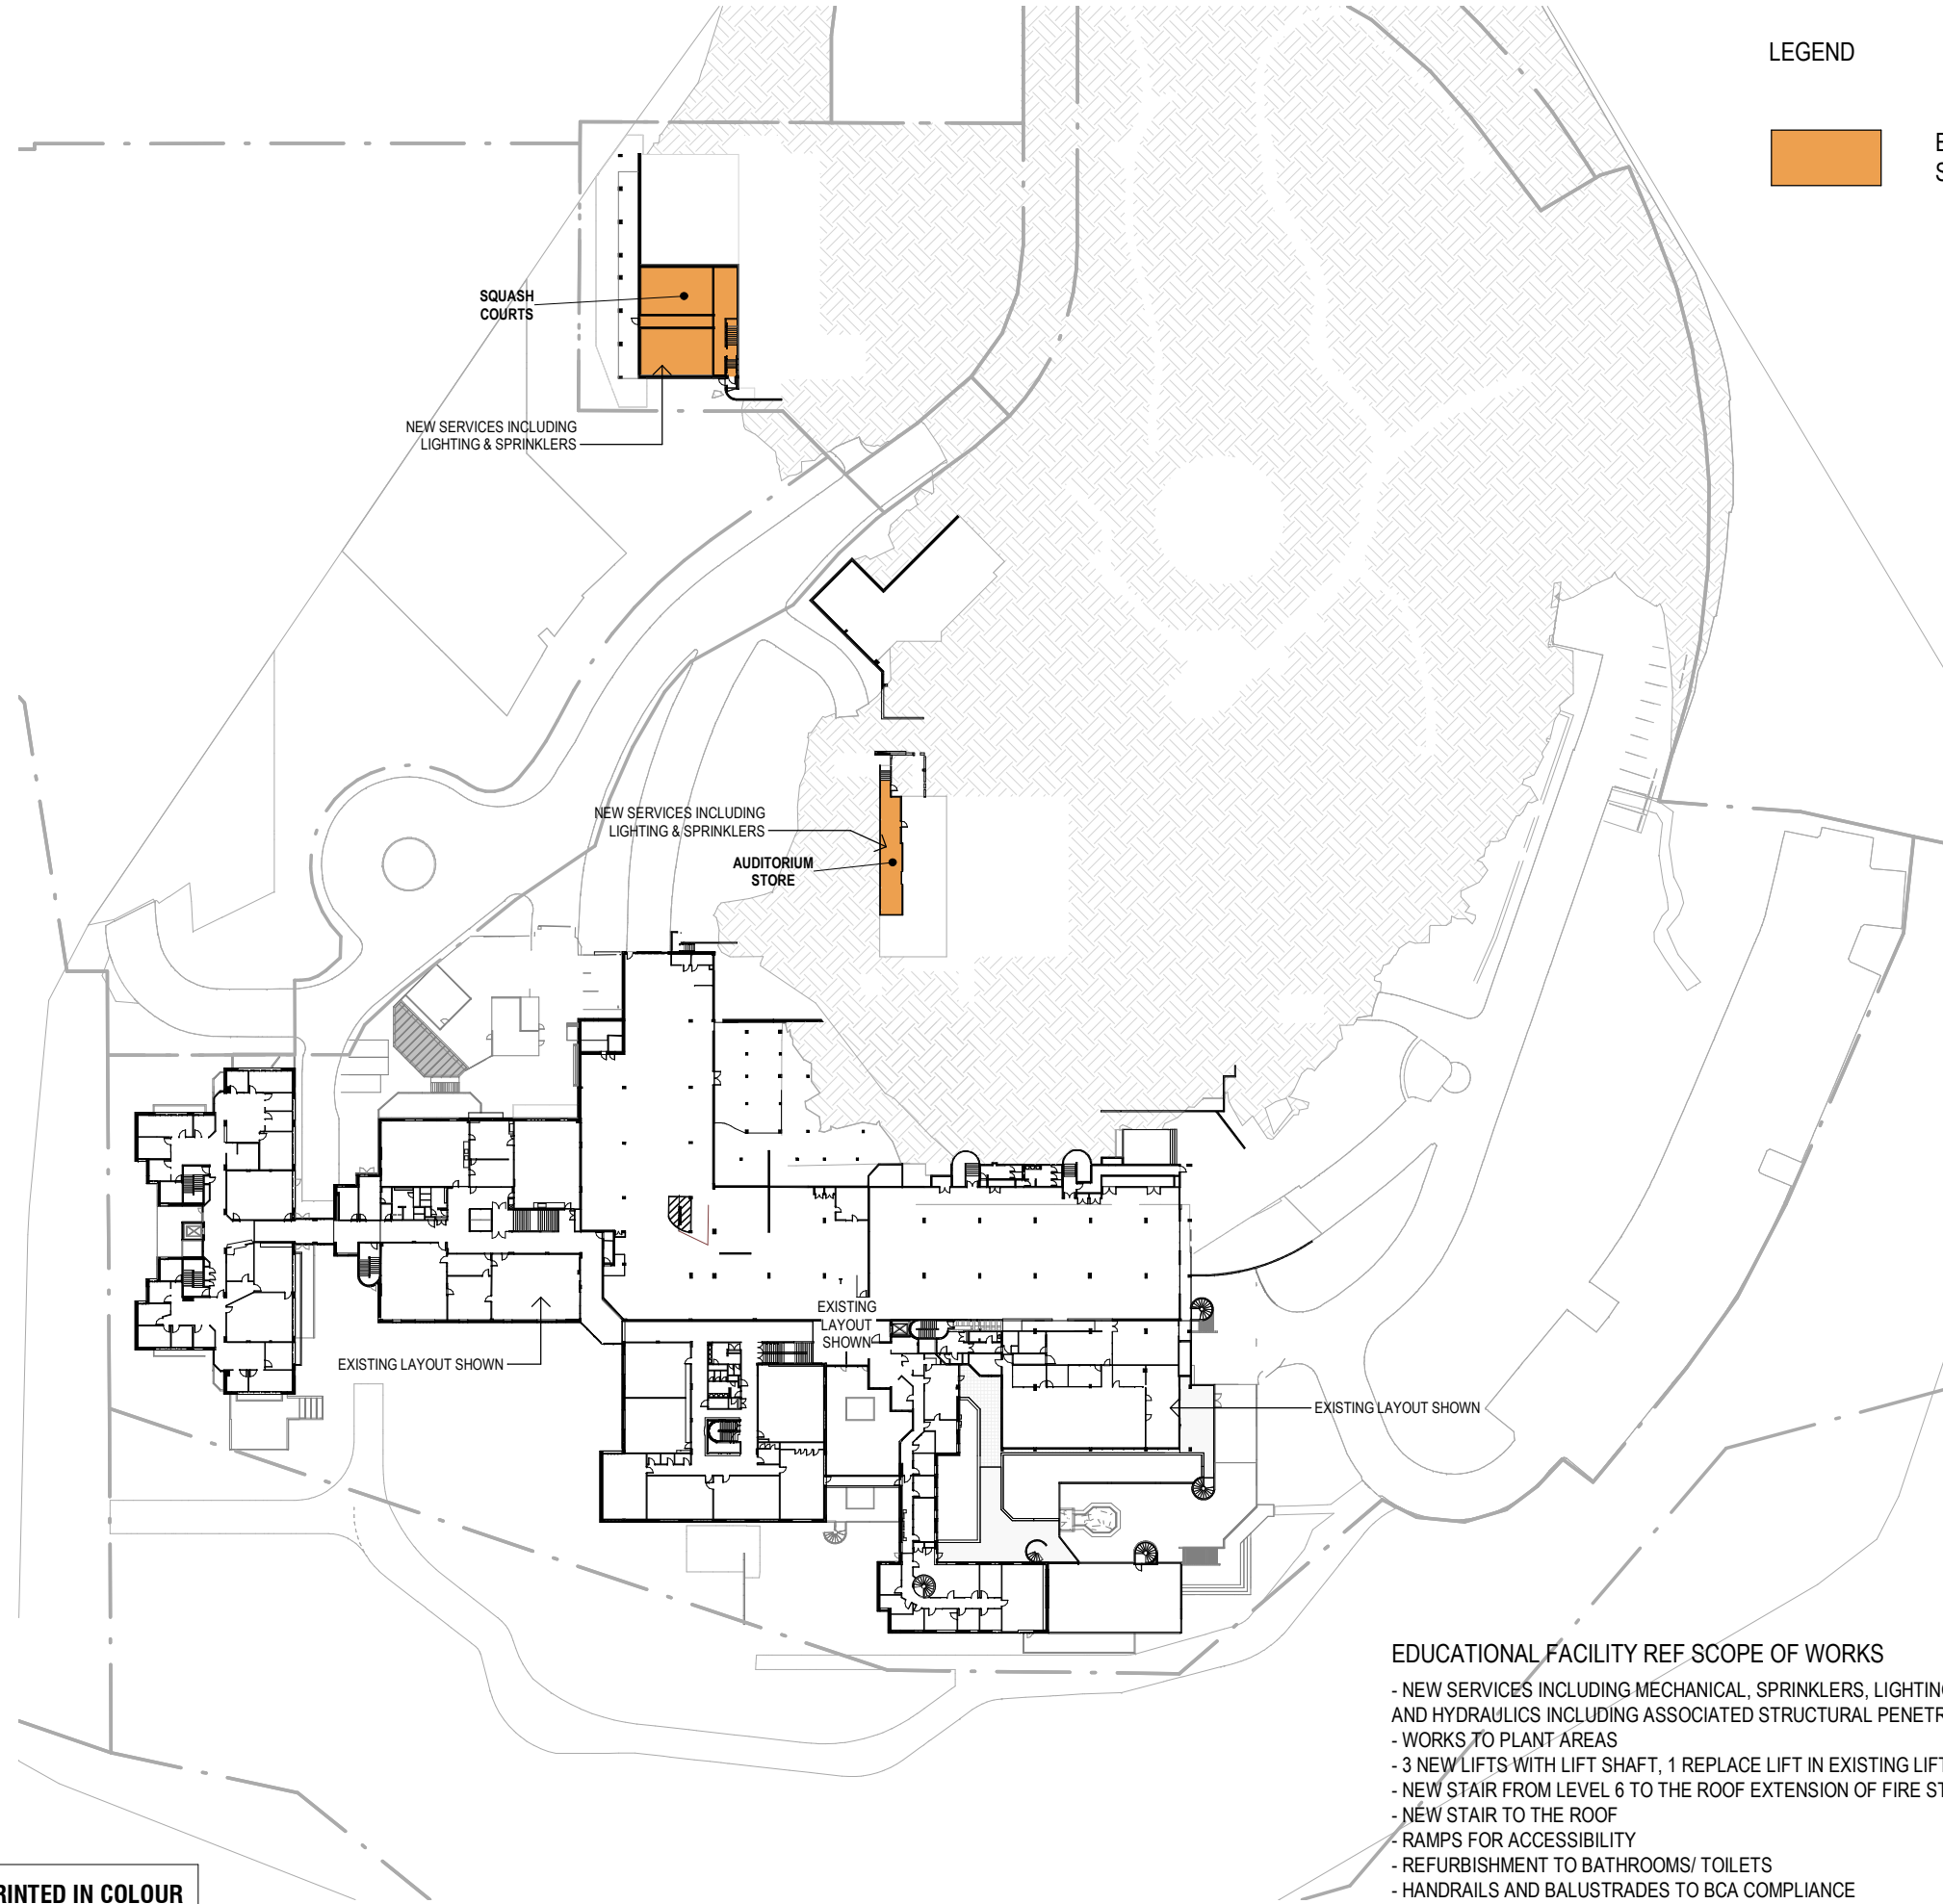 LEGEND
SQUASH
COURTS
NEW SERVICES INCLUDING
LIGHTING & SPRINKLERS
NEW SERVICES INCLUDING
LIGHTING & SPRINKLERS
AUDITORIUM
STORE
EXISTING
LAYOUT
SHOWN
EXISTING LAYOUT SHOWN
EXISTING LAYOUT SHOWN
EDUCATIONAL FACILITY REF SCOPE OF WORKS
- NEW SERVICES INCLUDING MECHANICAL, SPRINKLERS, LIGHTING
AND HYDRAULICS INCLUDING ASSOCIATED STRUCTURAL PENETR
- WORKS TO PLANT AREAS
- 3 NEW LIFTS WITH LIFT SHAFT, 1 REPLACE LIFT IN EXISTING LIFT
- NEW STAIR FROM LEVEL 6 TO THE ROOF EXTENSION OF FIRE ST
- NEW STAIR TO THE ROOF
- RAMPS FOR ACCESSIBILITY
- REFURBISHMENT TO BATHROOMS/ TOILETS
- HANDRAILS AND BALUSTRADES TO BCA COMPLIANCE
RINTED IN COLOUR